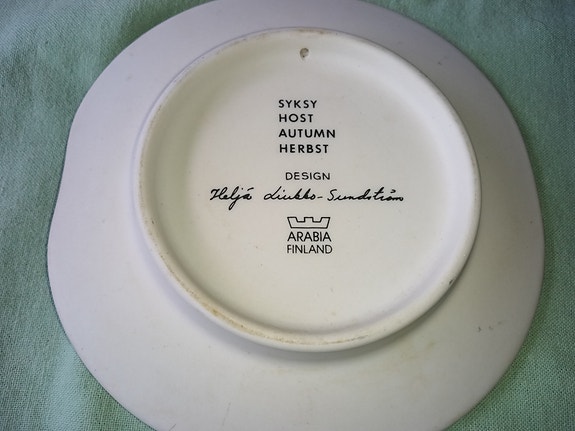 SYKSY
HOST
AUTUMN
HERBST
DESIGN
Heljä Liukko-Sundström
ARABIA
FINLAND